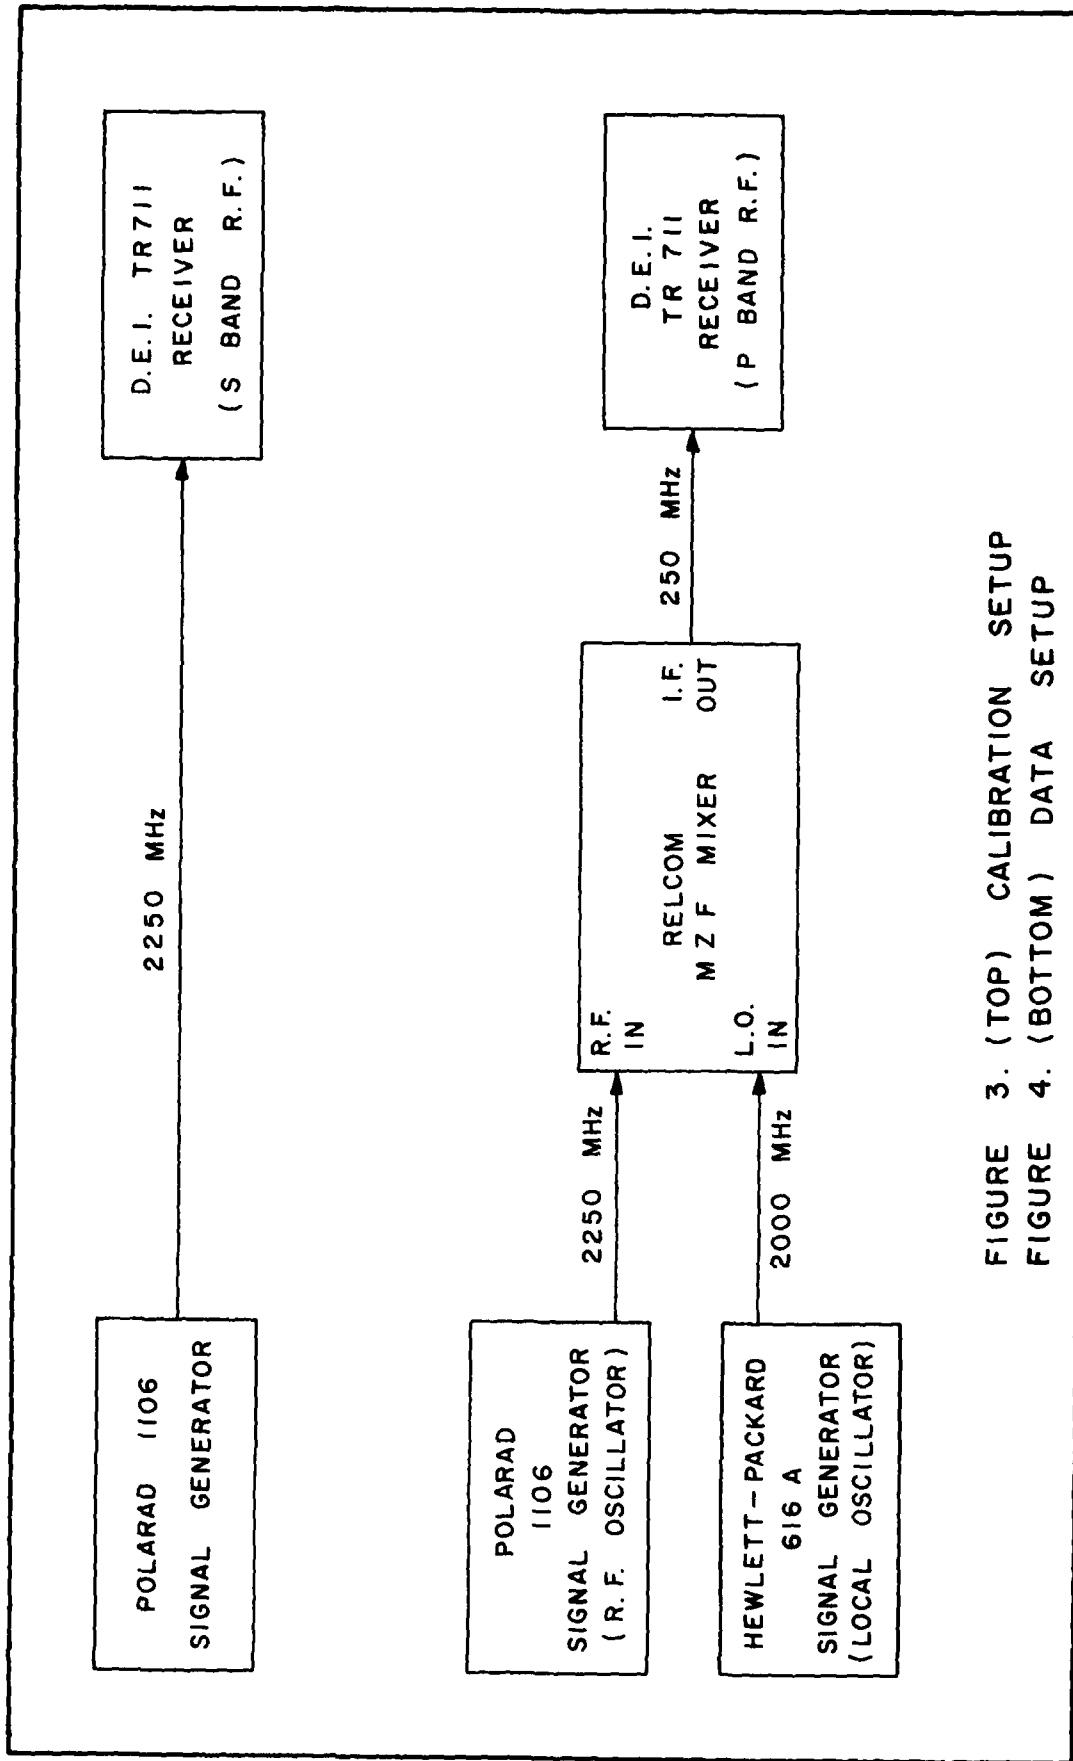 POLARAD 1106
SIGNAL GENERATOR
2250 MHz
D.E.I. TR711
RECEIVER
(S BAND R.F.)
POLARAD
1106
SIGNAL GENERATOR
(R.F. OSCILLATOR)
2250 MHz
HEWLETT-PACKARD
616 A
SIGNAL GENERATOR
(LOCAL OSCILLATOR)
2000 MHz
R.F.
IN
L.O.
IN
RELCOM
MZF MIXER
I.F.
OUT
250 MHz
D.E.I.
TR 711
RECEIVER
(P BAND R.F.)
FIGURE 3. (TOP) CALIBRATION SETUP
FIGURE 4. (BOTTOM) DATA SETUP